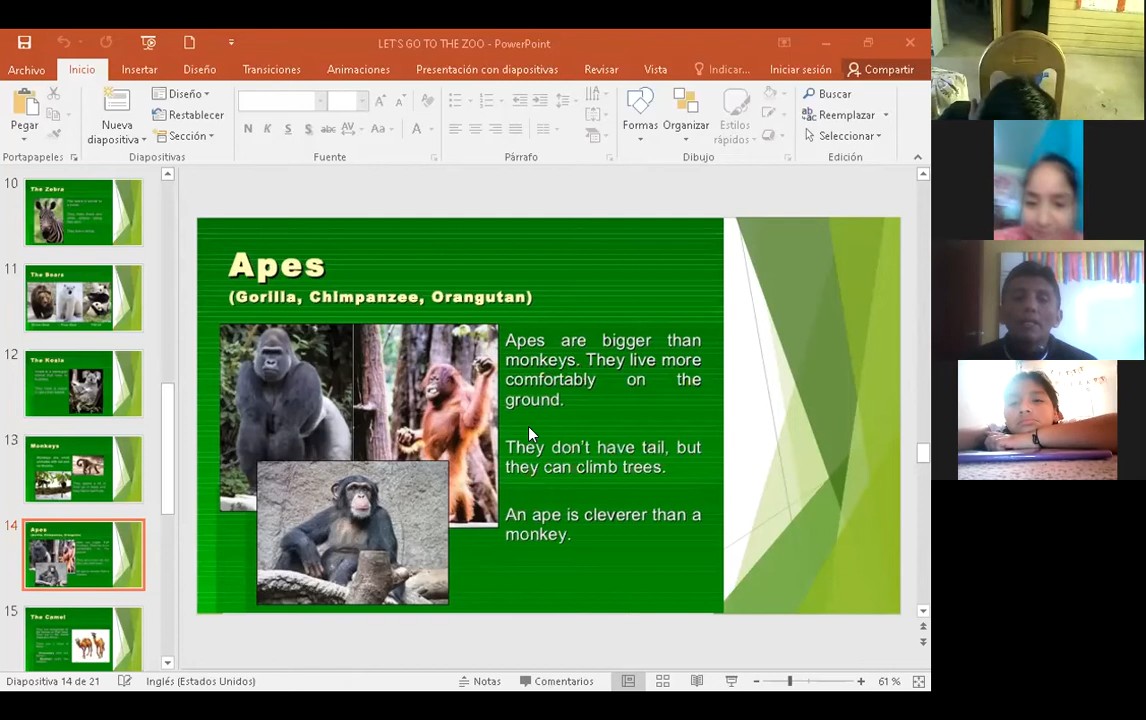 LET'S GO TO THE ZOO - PowerPoint
Archivo Inicio Insertar Diseño Transiciones Animaciones Presentación con diapositivas Revisar Vista Indicar... Iniciar sesión Compartir
Pegar
Nueva diapositiva
Diseño
Restablecer
Sección
N K S S abc AV Aa A
Formas
Organizar
Estilos rápidos
Buscar
Reemplazar
Seleccionar
Portapapeles Diapositivas Fuente Párrafo Dibujo Edición
10
The Zebra
11
The Bears
12
The Koala
13
Monkeys
14
Apes
15
The Camel
Apes
(Gorilla, Chimpanzee, Orangutan)
Apes are bigger than
monkeys. They live more
comfortably on the
ground.
They don't have tail, but
they can climb trees.
An ape is cleverer than a
monkey.
Diapositiva 14 de 21 Inglés (Estados Unidos) Notas Comentarios 61 %